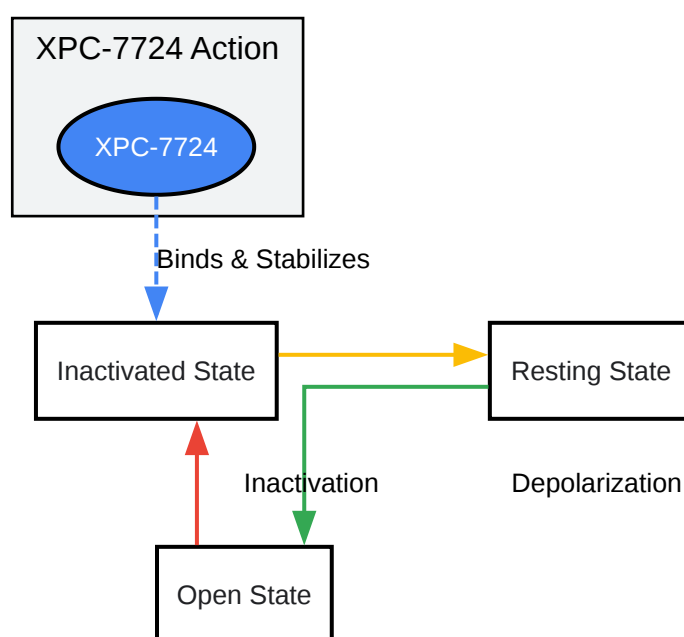 XPC-7724 Action
XPC-7724
Binds & Stabilizes
Inactivated State
Resting State
Inactivation
Depolarization
Open State